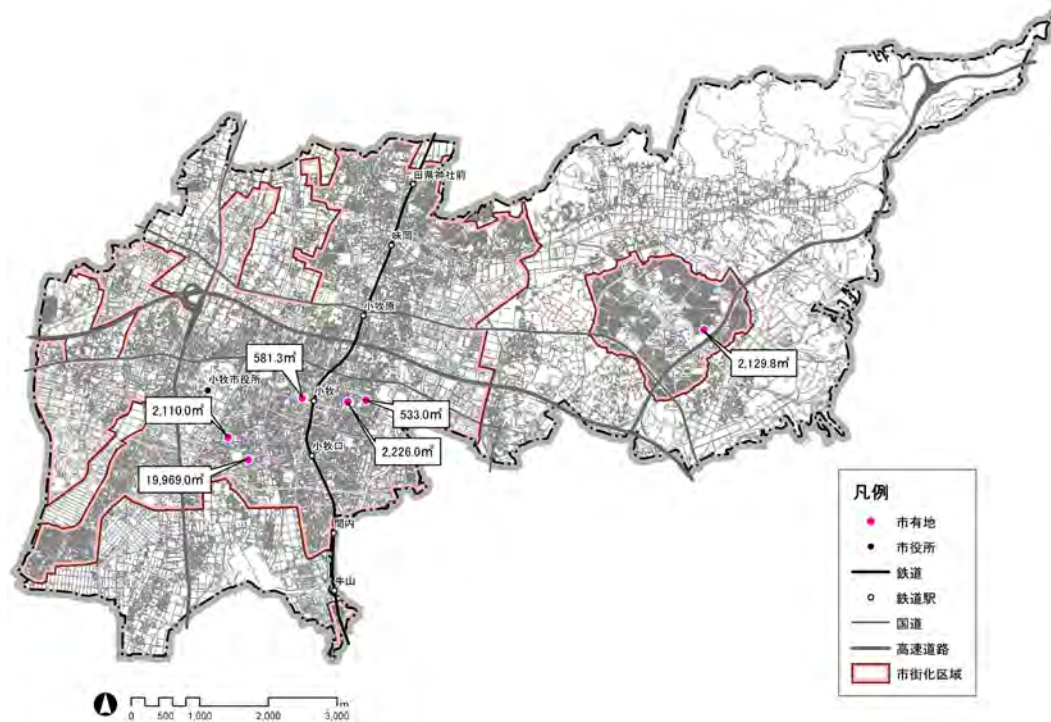 田県神社前
味岡
小牧原
581.3㎡
小牧市役所
小牧
2,129.8㎡
2,110.0㎡
533.0㎡
小牧口
2,226.0㎡
19,969.0㎡
間内
牛山
凡例
市有地
市役所
鉄道
鉄道駅
国道
高速道路
市街化区域
0 500 1,000 2,000 3,000 m